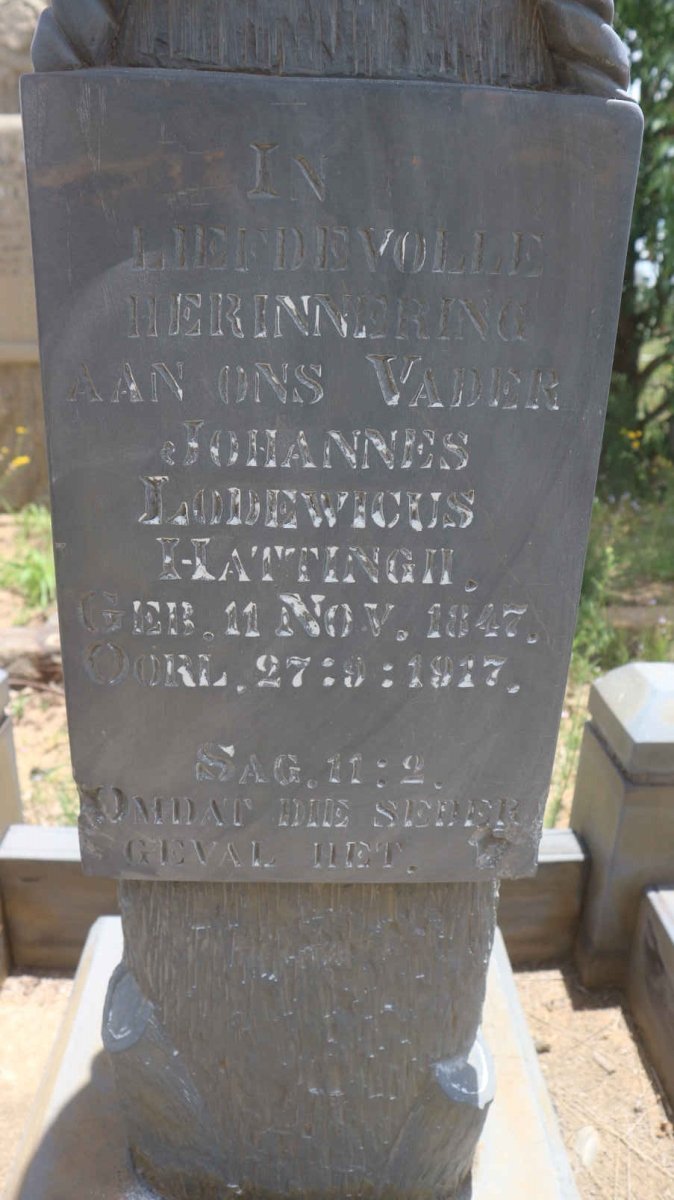 IN
LIEFDEVOLLE
HERINNERING
AAN ONS VADER
JOHANNES
LODEWICUS
HATTINGH.
GEB. 11 NOV. 1847.
OORL. 27:9:1917.
SAG. 11:2.
OMDAT DIE SEDER
GEVAL HET.